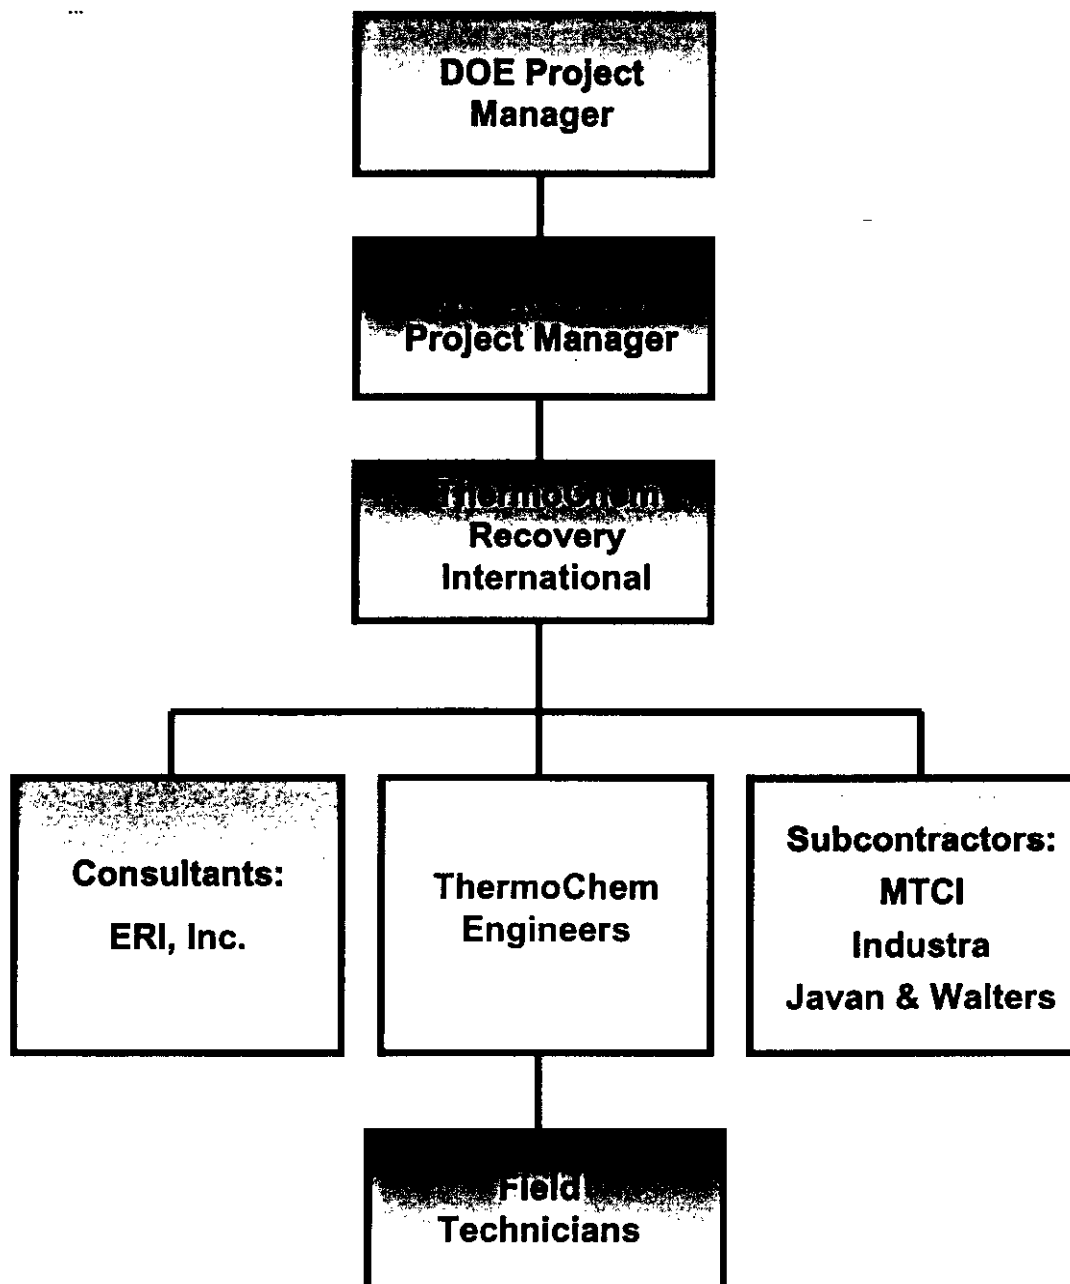 DOE Project
Manager
Project Manager
ThermoChem
Recovery
International
Consultants:
ERI, Inc.
ThermoChem
Engineers
Subcontractors:
MTCI
Industra
Javan & Walters
Field
Technicians